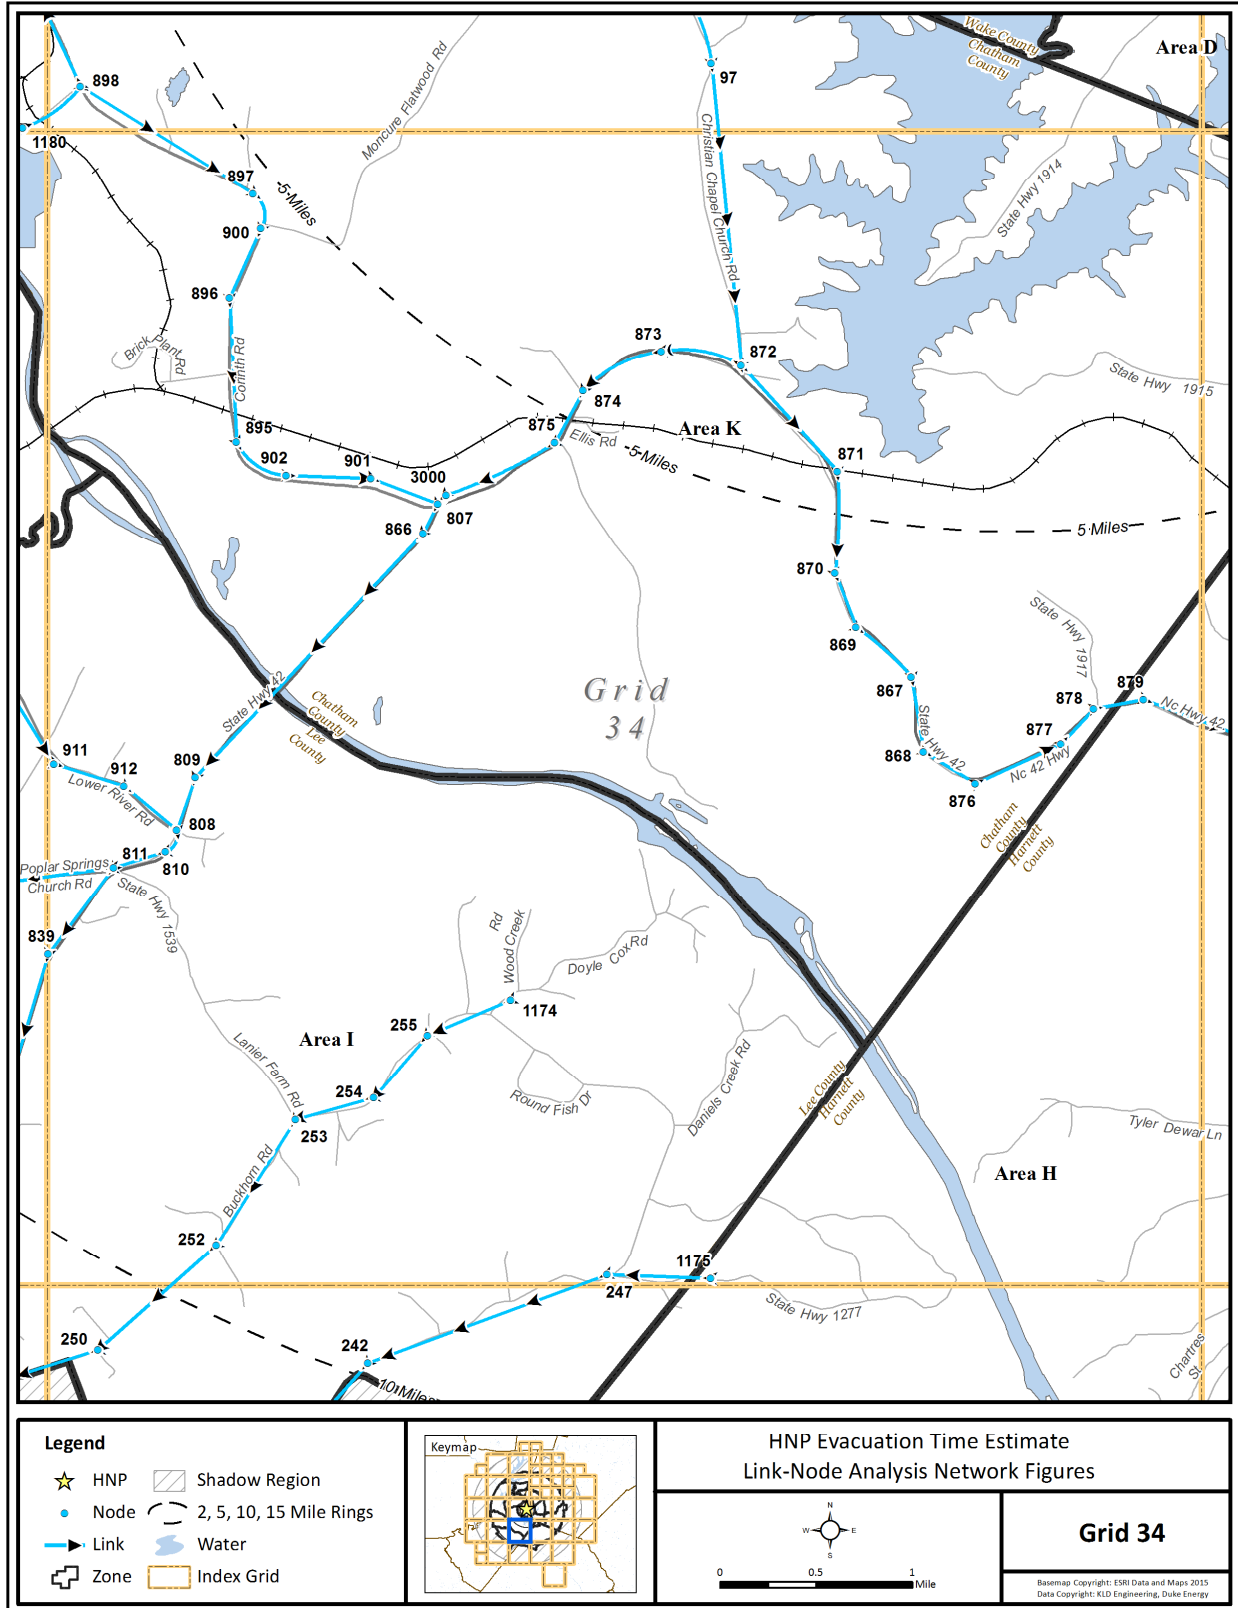 Wake County
Chatham
County
Area D
898
97
1180
Moncure Flatwood Rd
Christian Chapel Church Rd
State Hwy 1914
897
5 Miles
900
896
873
872
Brick Plant
Rd
Corinth Rd
State Hwy 1915
874
895
875
Ellis Rd
Area K
5 Miles
871
902
901
3000
807
866
5 Miles
870
State Hwy 1917
869
867
Grid
34
State Hwy 42
Chatham
County
Lee
County
879
878
Nc Hwy 42
877
State Hwy 42
868
Nc 42 Hwy
876
911
912
809
Lower River Rd
808
811
810
Poplar Springs
Church Rd
State Hwy 1539
Chatham
County
Harnett
County
839
Rd
Wood Creek
Doyle Cox Rd
1174
255
Area I
Lanier Farm Rd
254
253
Round Fish Dr
Daniels Creek Rd
Lee County
Harnett
County
Tyler Dewar Ln
Area H
Buckhorn Rd
252
1175
247
State Hwy 1277
250
242
10 Miles
Chartres
St
Legend
HNP
Shadow Region
Node
2, 5, 10, 15 Mile Rings
Link
Water
Zone
Index Grid
Keymap
HNP Evacuation Time Estimate
Link-Node Analysis Network Figures
N
W
E
S
0
0.5
1
Mile
Grid 34
Basemap Copyright: ESRI Data and Maps 2015
Data Copyright: KLD Engineering, Duke Energy